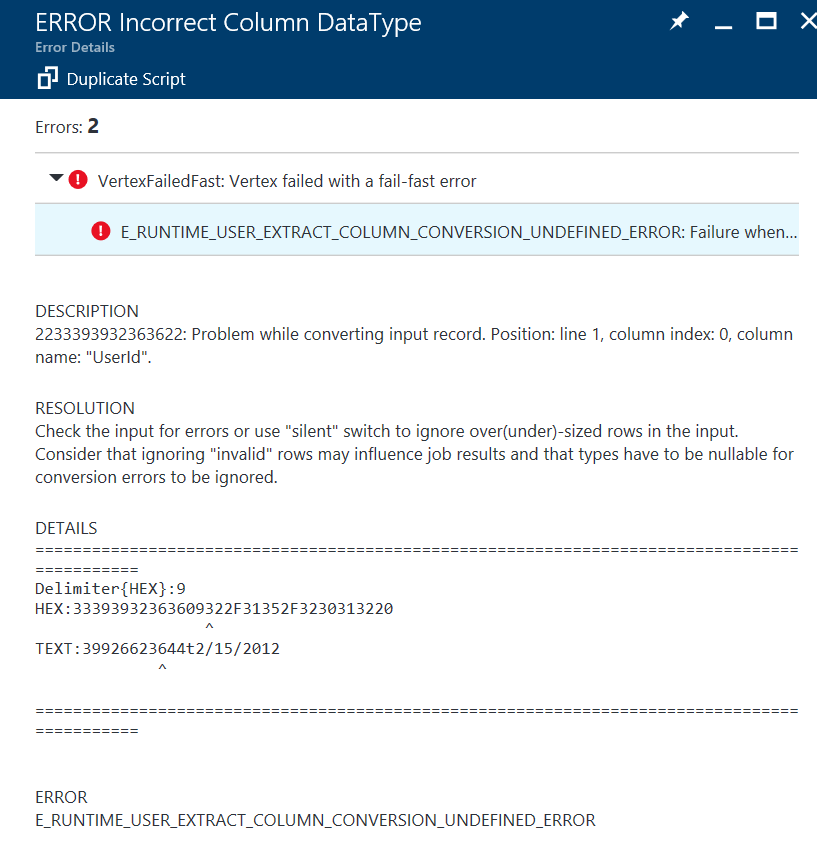 ERROR Incorrect Column DataType
Error Details
Duplicate Script
Errors: 2
VertexFailedFast: Vertex failed with a fail-fast error
E_RUNTIME_USER_EXTRACT_COLUMN_CONVERSION_UNDEFINED_ERROR: Failure when...
DESCRIPTION
2233393932363622: Problem while converting input record. Position: line 1, column index: 0, column
name: "UserId".
RESOLUTION
Check the input for errors or use "silent" switch to ignore over(under)-sized rows in the input.
Consider that ignoring "invalid" rows may influence job results and that types have to be nullable for
conversion errors to be ignored.
DETAILS
==================================================================================
===========
Delimiter{HEX}:9
HEX:33393932363609322F31352F3230313220
^
TEXT:39926623644t2/15/2012
^
==================================================================================
===========
ERROR
E_RUNTIME_USER_EXTRACT_COLUMN_CONVERSION_UNDEFINED_ERROR